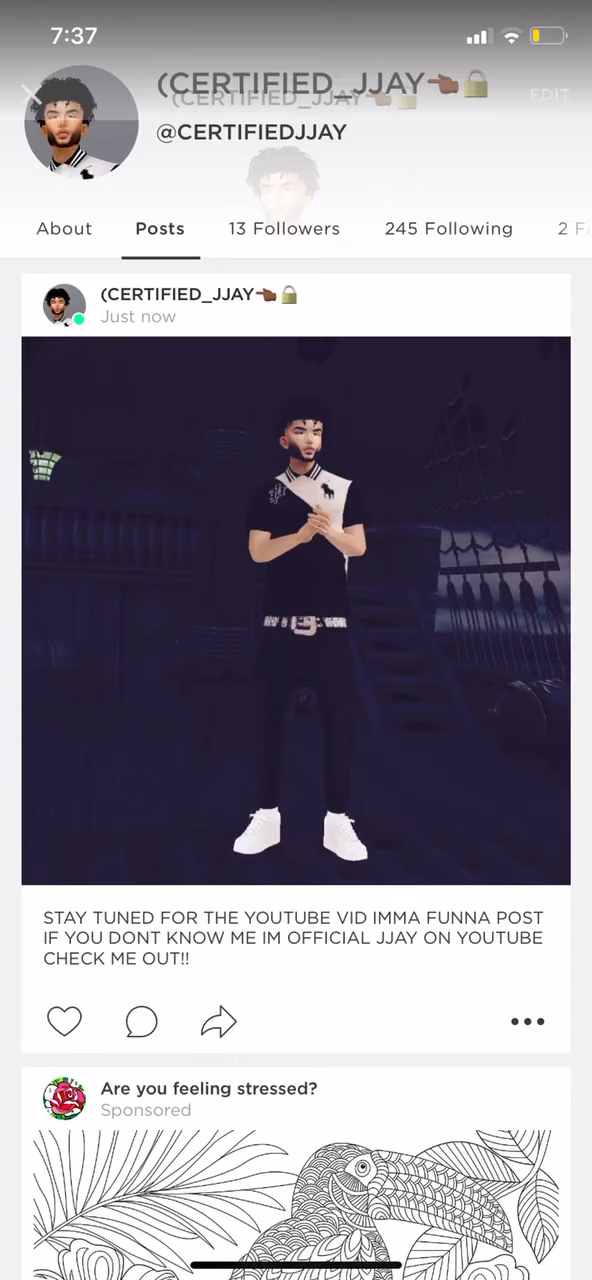 7:37
(CERTIFIED_JJAY👈🏾🔒
(CERTIFIED_JJAY👈🏾🔒
EDIT
@CERTIFIEDJJAY
About
Posts
13 Followers
245 Following
2 F
(CERTIFIED_JJAY👈🏾🔒
Just now
STAY TUNED FOR THE YOUTUBE VID IMMA FUNNA POST
IF YOU DONT KNOW ME IM OFFICIAL JJAY ON YOUTUBE
CHECK ME OUT!!
Are you feeling stressed?
Sponsored